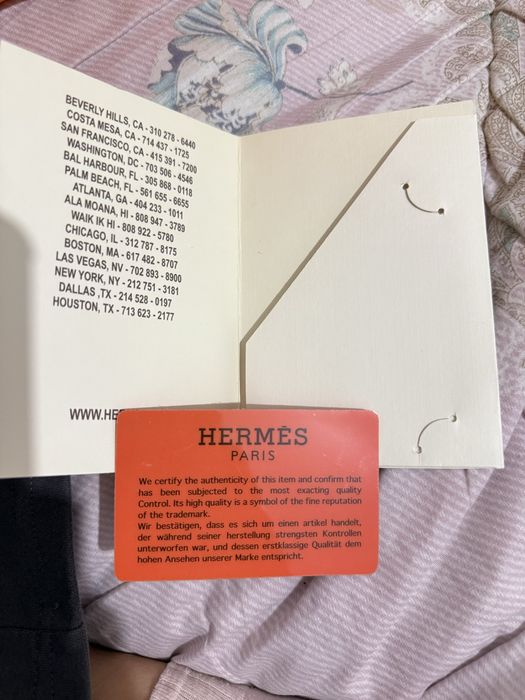 BEVERLY HILLS, CA - 310 278 - 6440
COSTA MESA, CA - 714 437 - 1725
SAN FRANCISCO, CA - 415 391 - 7200
WASHINGTON, DC - 703 506 - 4546
BAL HARBOUR, FL - 305 868 - 0118
PALM BEACH, FL - 561 655 - 6655
ATLANTA, GA - 404 233 - 1011
ALA MOANA, HI - 808 947 - 3789
WAIK IK HI - 808 922 - 5780
CHICAGO, IL - 312 787 - 8175
BOSTON, MA - 617 482 - 8707
LAS VEGAS, NV - 702 893 - 8900
NEW YORK, NY - 212 751 - 3181
DALLAS ,TX - 214 528 - 0197
HOUSTON, TX - 713 623 - 2177
WWW.HE
HERMÈS
PARIS
We certify the authenticity of this item and confirm that
has been subjected to the most exacting quality
Control. Its high quality is a symbol of the fine reputation
of the trademark.
Wir bestätigen, dass es sich um einen artikel handelt,
der während seiner herstellung strengsten Kontrollen
unterworfen war, und dessen erstklassige Qualität dem
hohen Ansehen unserer Marke entspricht.